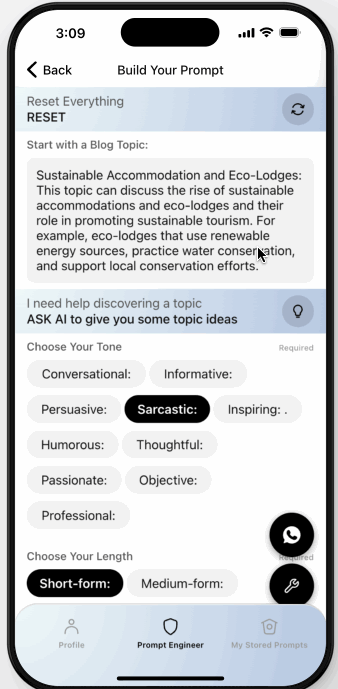 3:09
Back
Build Your Prompt
Reset Everything
RESET
Start with a Blog Topic:
Sustainable Accommodation and Eco-Lodges:
This topic can discuss the rise of sustainable
accommodations and eco-lodges and their
role in promoting sustainable tourism. For
example, eco-lodges that use renewable
energy sources, practice water conservation,
and support local conservation efforts.
I need help discovering a topic
ASK AI to give you some topic ideas
Choose Your Tone
Required
Conversational:
Informative:
Persuasive:
Sarcastic:
Inspiring: .
Humorous:
Thoughtful:
Passionate:
Objective:
Professional:
Choose Your Length
Required
Short-form:
Medium-form:
Profile
Prompt Engineer
My Stored Prompts